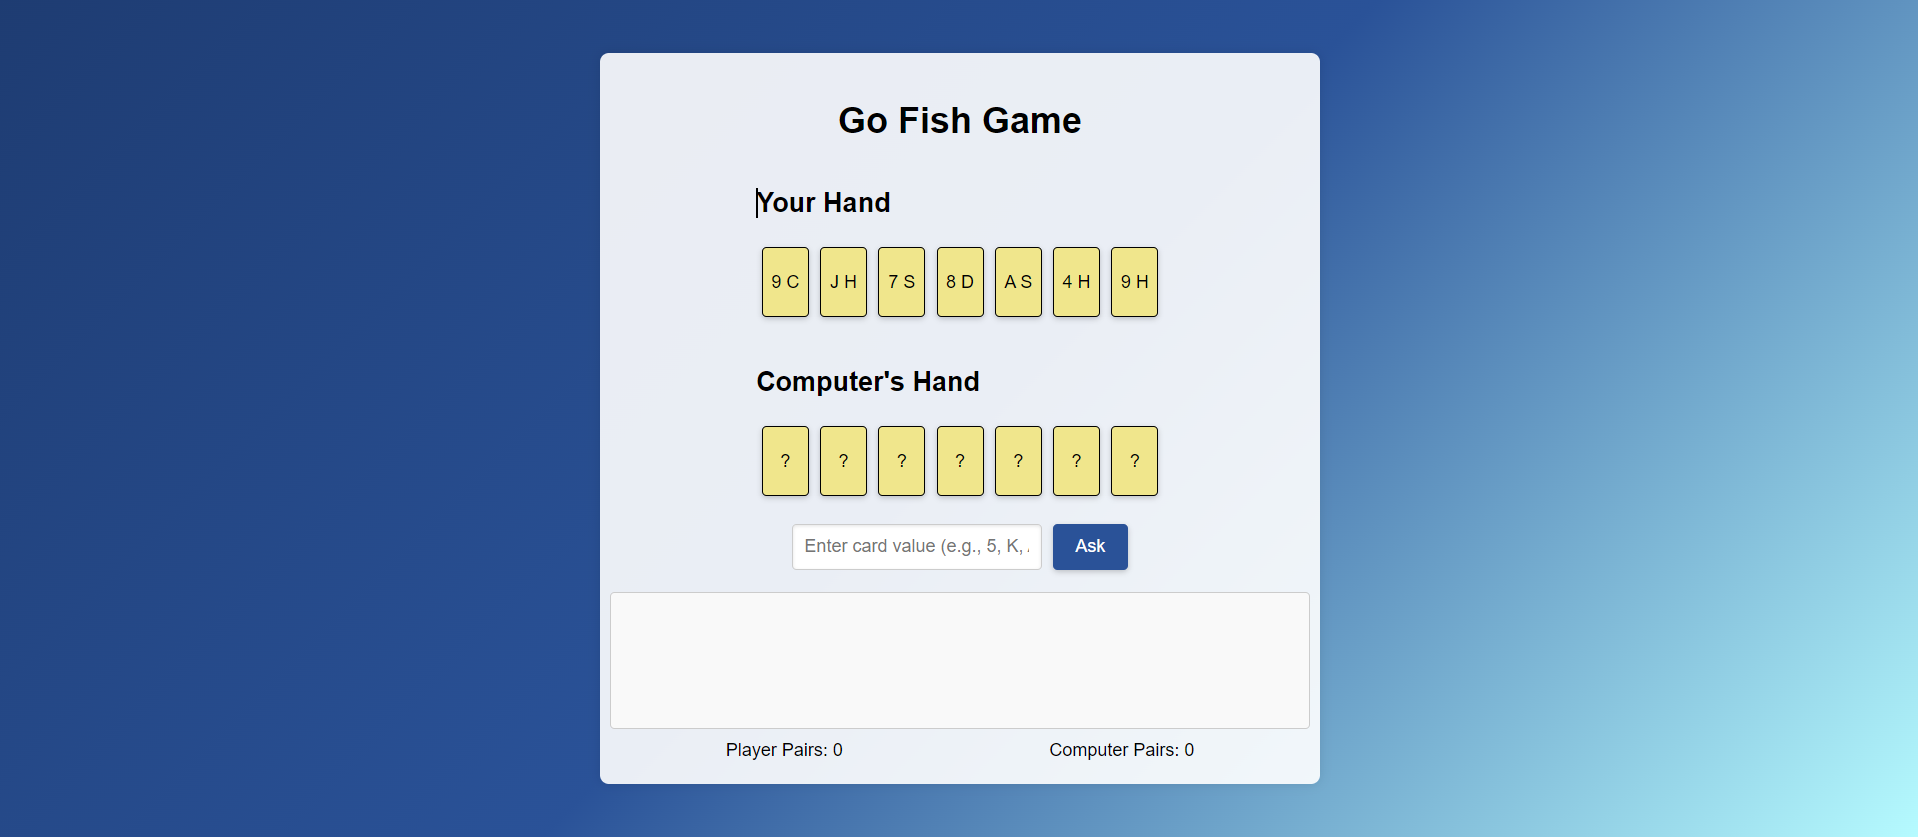 Go Fish Game
Your Hand
9 C J H 7 S 8 D A S 4 H 9 H
Computer's Hand
? ? ? ? ? ? ?
Enter card value (e.g., 5, K, Ask
Player Pairs: 0 Computer Pairs: 0